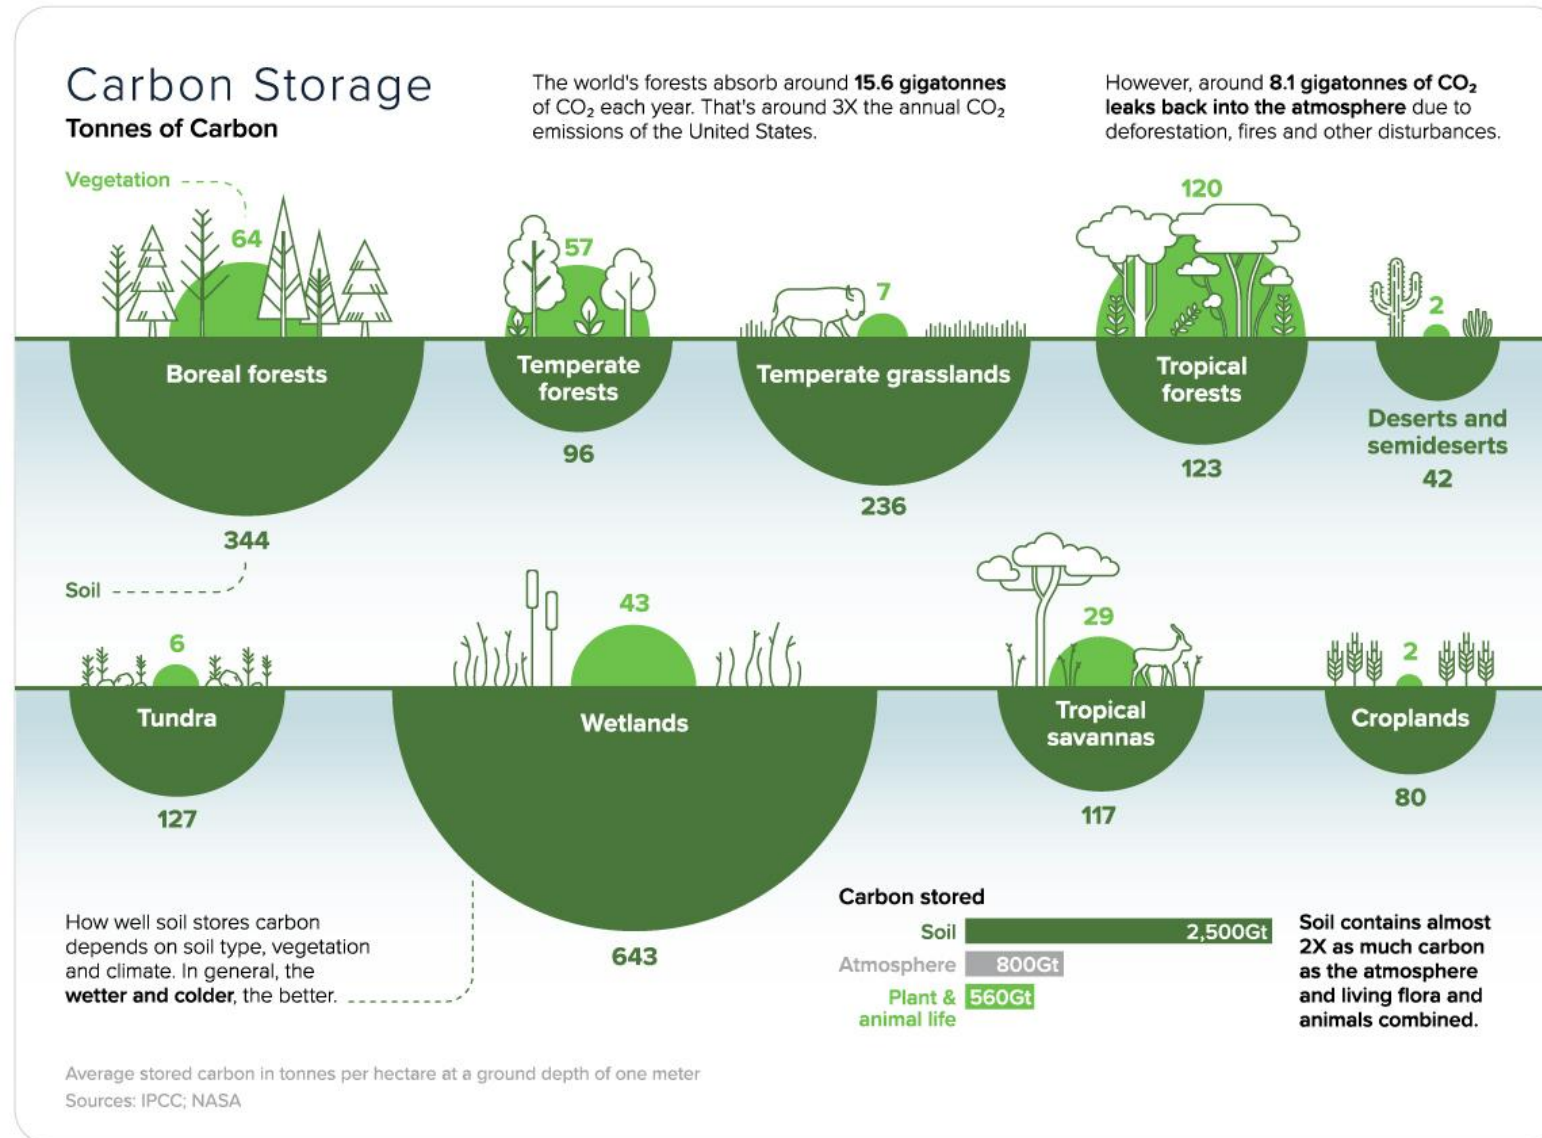 Carbon Storage
Tonnes of Carbon
The world's forests absorb around 15.6 gigatonnes
of CO₂ each year. That's around 3X the annual CO₂
emissions of the United States.
However, around 8.1 gigatonnes of CO₂
leaks back into the atmosphere due to
deforestation, fires and other disturbances.
Vegetation
64
57
7
120
2
Boreal forests
Temperate
forests
Temperate grasslands
Tropical
forests
Deserts and
semideserts
344
96
236
123
42
Soil
6
43
29
2
Tundra
Wetlands
Tropical
savannas
Croplands
127
643
117
80
How well soil stores carbon
depends on soil type, vegetation
and climate. In general, the
wetter and colder, the better.
Carbon stored
Soil 2,500Gt
Atmosphere 800Gt
Plant & 560Gt
animal life
Soil contains almost
2X as much carbon
as the atmosphere
and living flora and
animals combined.
Average stored carbon in tonnes per hectare at a ground depth of one meter
Sources: IPCC; NASA